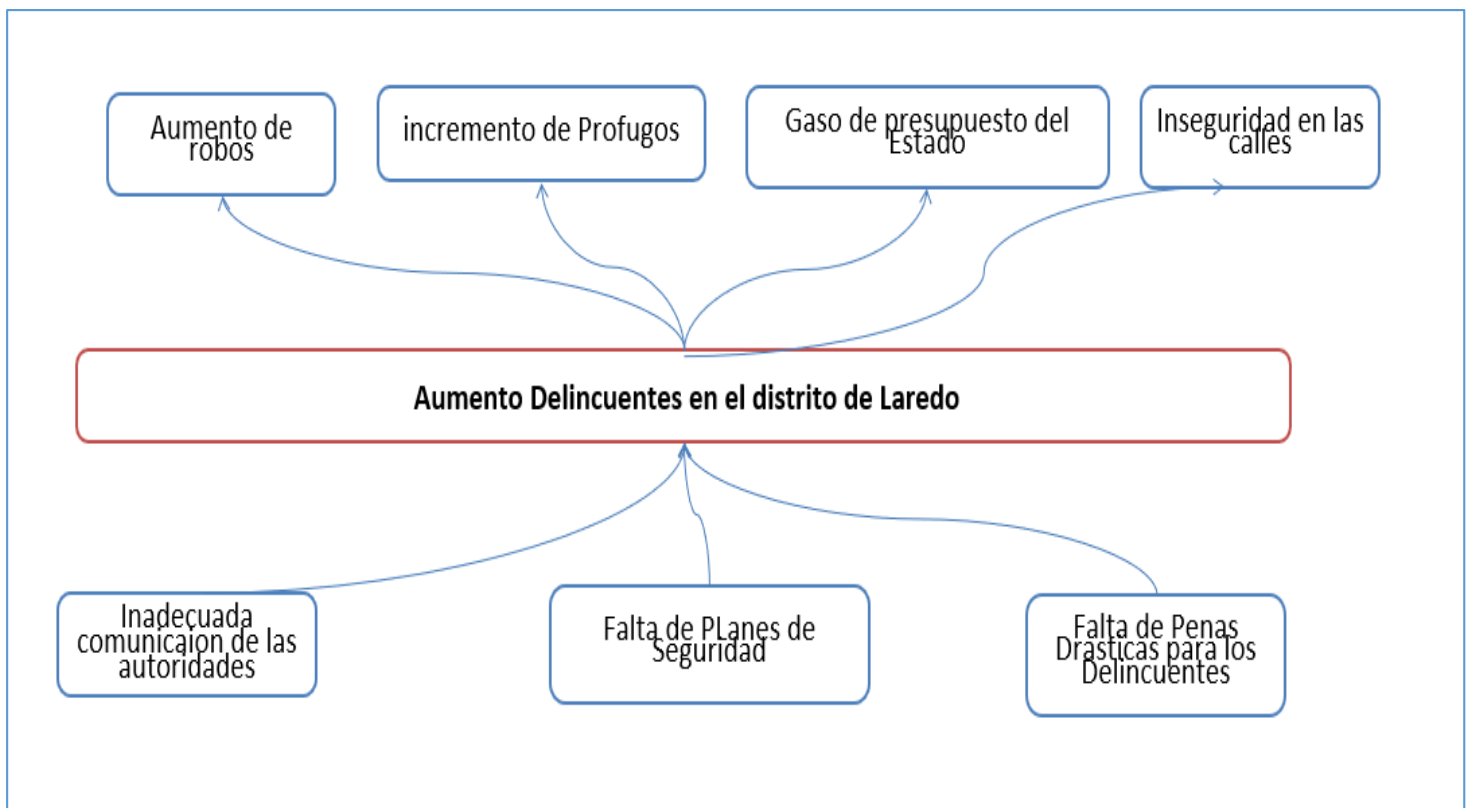 Aumento de
robos
incremento de Profugos
Gaso de presupuesto del
Estado
Inseguridad en las
calles
Aumento Delincuentes en el distrito de Laredo
Inadecuada
comunicaion de las
autoridades
Falta de PLanes de
Seguridad
Falta de Penas
Drasticas para los
Delincuentes